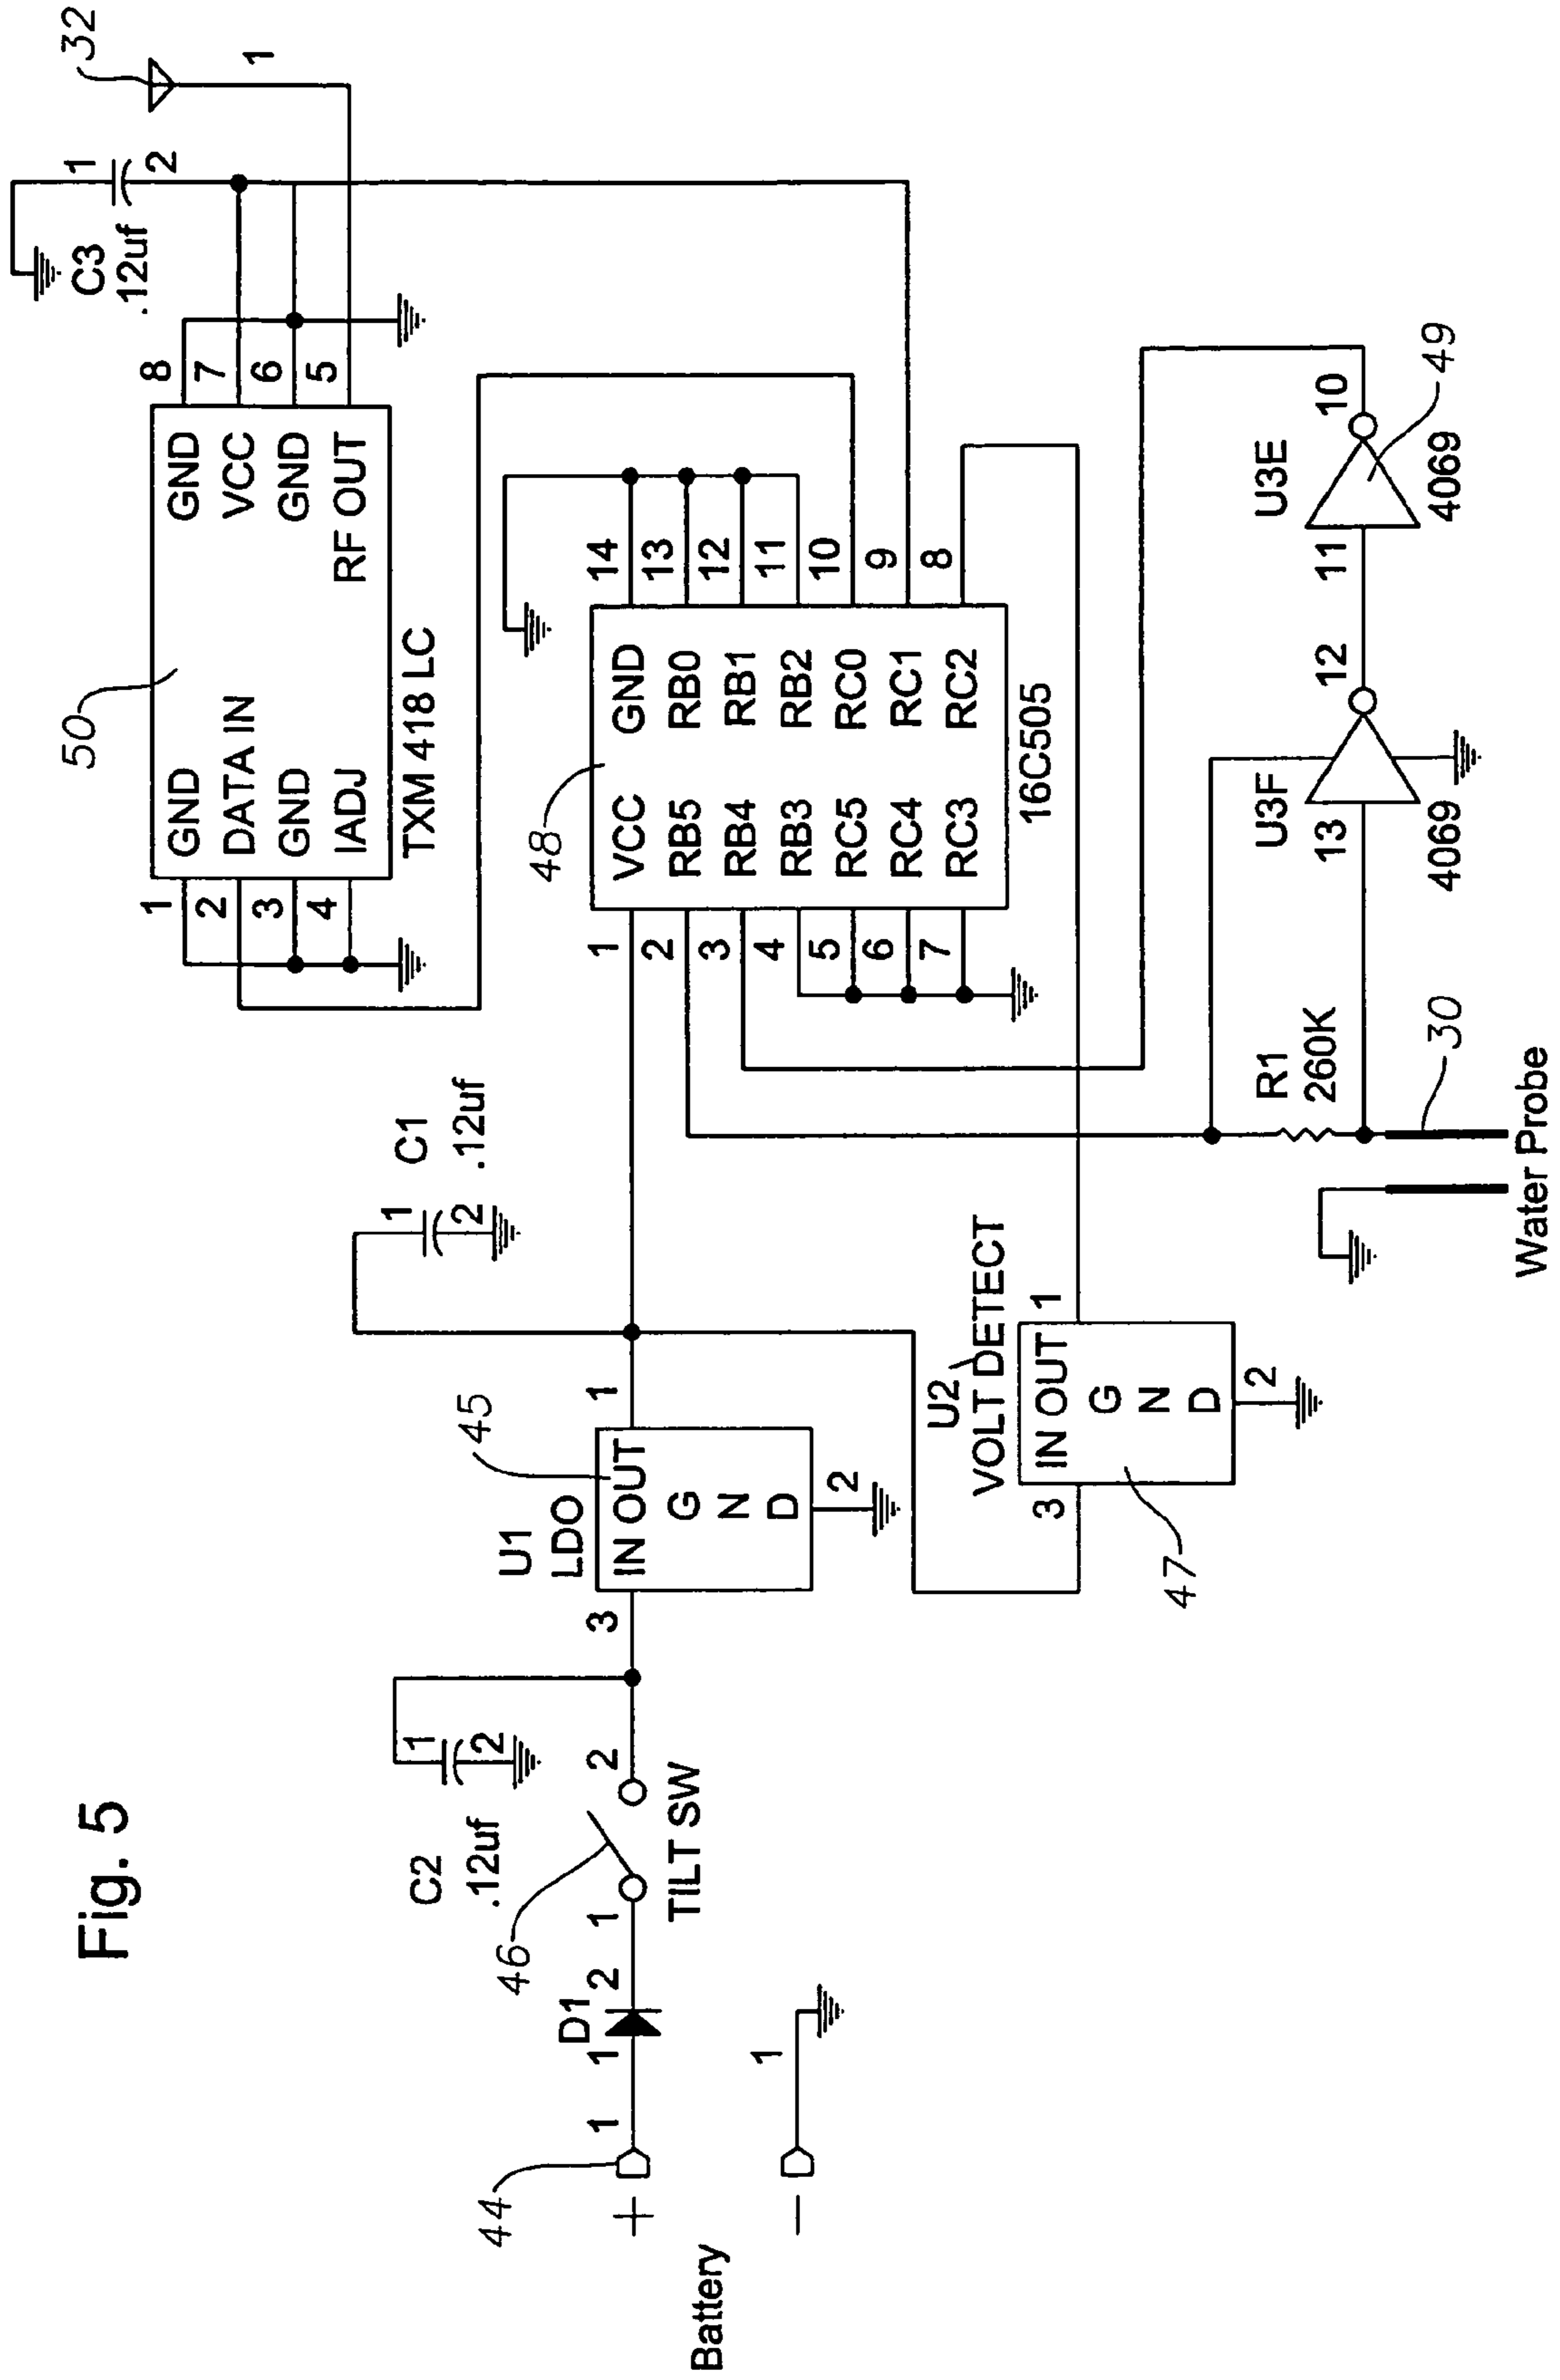 Fig. 5
Battery
+
-
44
1
1
D1
2
1
46
TILT SW
2
C2
.12uf
1
2
3
U1
LDO
IN OUT
G
N
D
2
45
1
C1
.12uf
1
2
U2
VOLT DETECT
3
IN OUT
G
N
D
2
1
47
1
50
GND
DATA IN
GND
IADJ
GND
VCC
GND
RF OUT
TXM 418 LC
1
2
3
4
8
7
6
5
C3
.12uf
1
2
32
1
48
VCC
RB5
RB4
RB3
RC5
RC4
RC3
GND
RB0
RB1
RB2
RC0
RC1
RC2
16C505
1
2
3
4
5
6
7
14
13
12
11
10
9
8
R1
260K
30
Water Probe
U3F
13
12
4069
U3E
11
10
4069
49